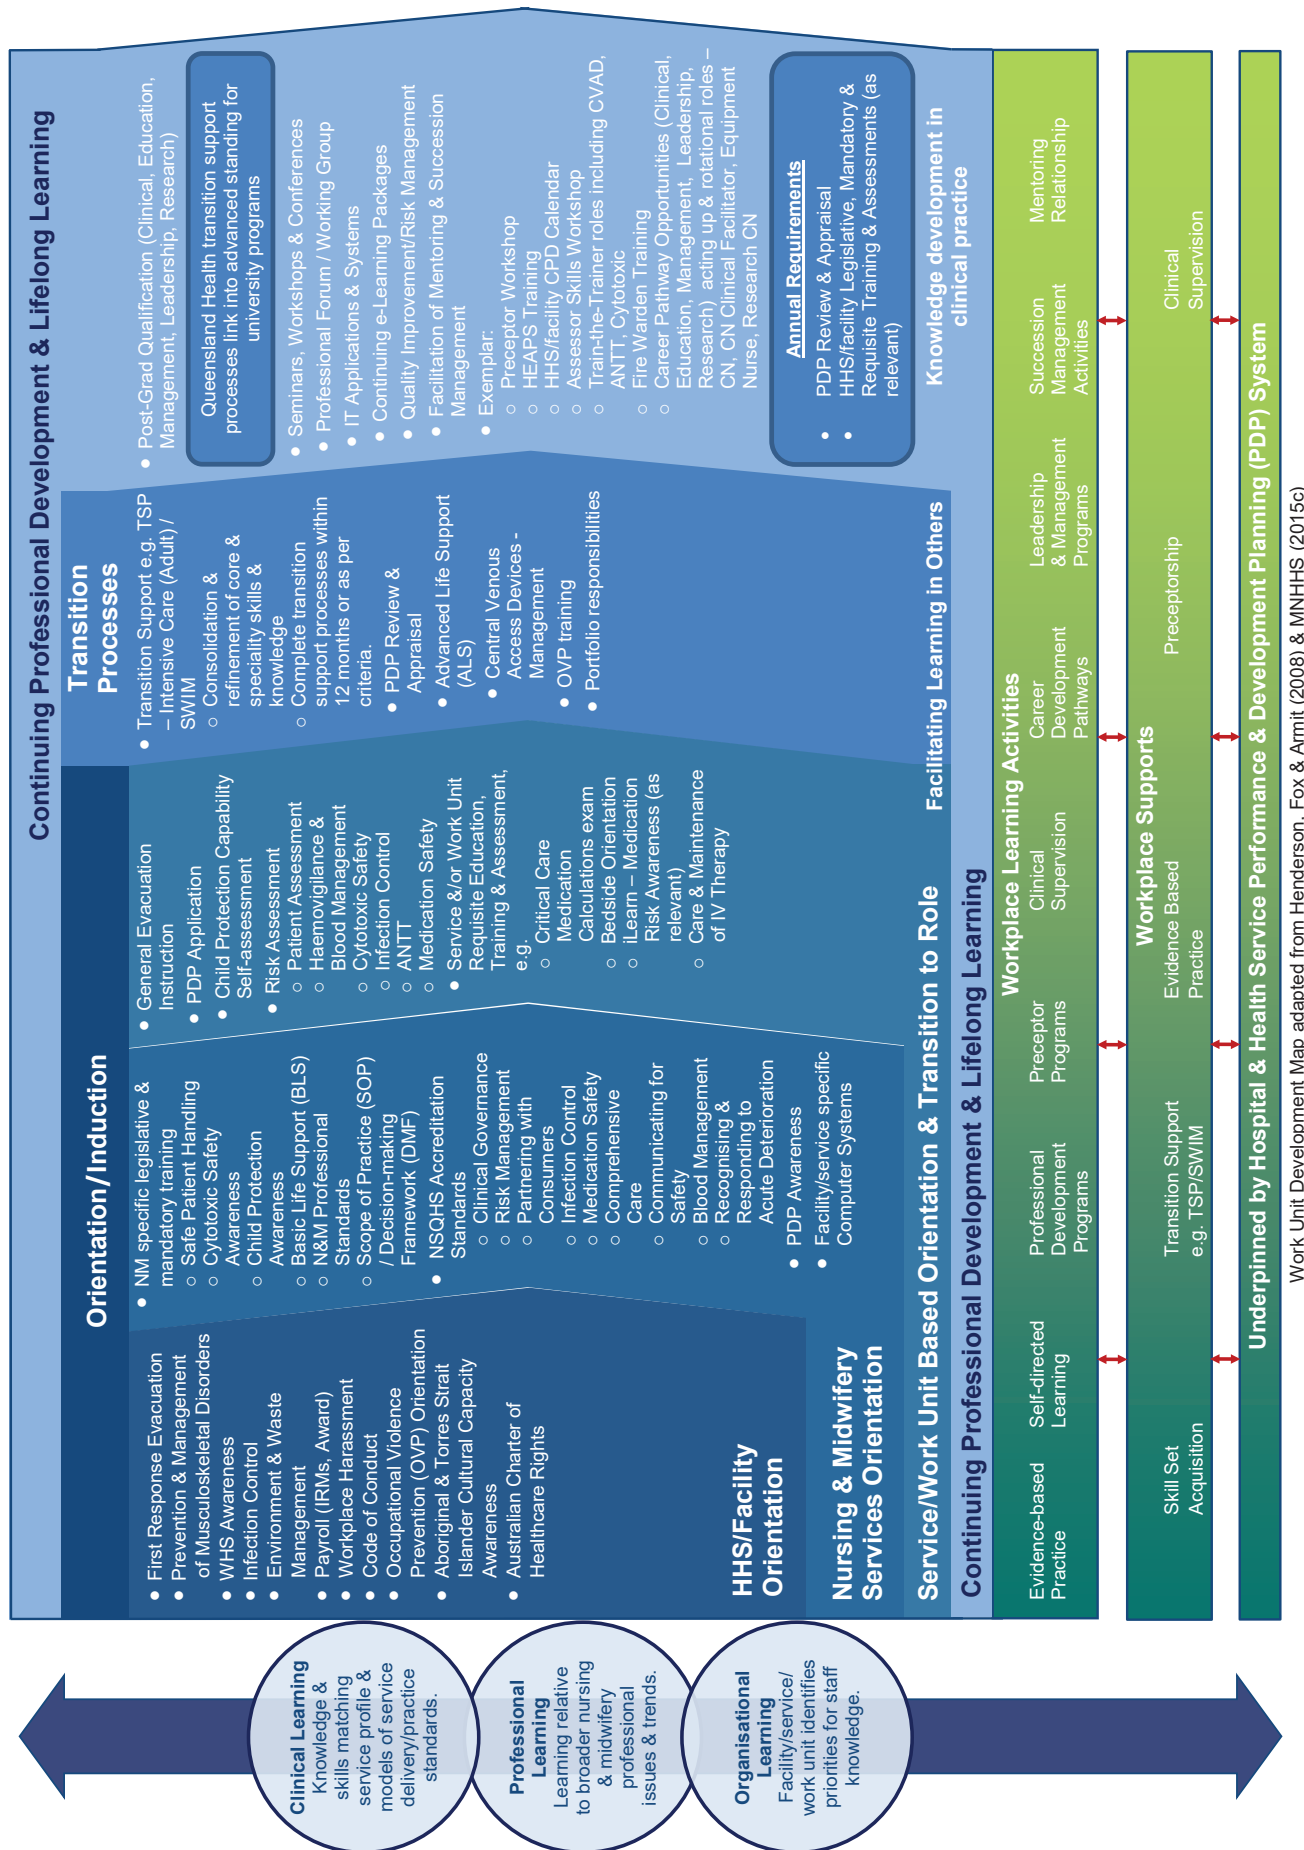 Continuing Professional Development & Lifelong Learning
Clinical Learning
Knowledge &
skills matching
service profile &
models of service
delivery/practice
standards.
Professional
Learning
Learning relative
to broader nursing
& midwifery
professional
issues & trends.
Organisational
Learning
Facility/service/
work unit identifies
priorities for staff
knowledge.
Orientation/Induction
● First Response Evacuation
● Prevention & Management
of Musculoskeletal Disorders
● WHS Awareness
● Infection Control
● Environment & Waste
Management
● Payroll (IRMs, Award)
● Workplace Harassment
● Code of Conduct
● Occupational Violence
Prevention (OVP) Orientation
● Aboriginal & Torres Strait
Islander Cultural Capacity
Awareness
● Australian Charter of
Healthcare Rights
HHS/Facility
Orientation
● NM specific legislative &
mandatory training
○ Safe Patient Handling
○ Cytotoxic Safety
Awareness
○ Child Protection
Awareness
○ Basic Life Support (BLS)
○ N&M Professional
Standards
○ Scope of Practice (SOP)
/ Decision-making
Framework (DMF)
● NSQHS Accreditation
Standards
○ Clinical Governance
○ Risk Management
○ Partnering with
Consumers
○ Infection Control
○ Medication Safety
○ Comprehensive
Care
○ Communicating for
Safety
○ Blood Management
○ Recognising &
Responding to
Acute Deterioration
● PDP Awareness
● Facility/service specific
Computer Systems
Nursing & Midwifery
Services Orientation
● General Evacuation
Instruction
● PDP Application
● Child Protection Capability
Self-assessment
● Risk Assessment
○ Patient Assessment
○ Haemovigilance &
Blood Management
○ Cytotoxic Safety
○ Infection Control
○ ANTT
○ Medication Safety
● Service &/or Work Unit
Requisite Education,
Training & Assessment,
e.g.
○ Critical Care
Medication
Calculations exam
○ Bedside Orientation
○ iLearn – Medication
Risk Awareness (as
relevant)
○ Care & Maintenance
of IV Therapy
Service/Work Unit Based Orientation & Transition to Role
Transition
Processes
● Transition Support e.g. TSP
– Intensive Care (Adult) /
SWIM
○ Consolidation &
refinement of core &
speciality skills &
knowledge
○ Complete transition
support processes within
12 months or as per
criteria.
● PDP Review &
Appraisal
● Advanced Life Support
(ALS)
● Central Venous
Access Devices -
Management
● OVP training
● Portfolio responsibilities
Facilitating Learning in Others
● Post-Grad Qualification (Clinical, Education,
Management, Leadership, Research)
Queensland Health transition support
processes link into advanced standing for
university programs
● Seminars, Workshops & Conferences
● Professional Forum / Working Group
● IT Applications & Systems
● Continuing e-Learning Packages
● Quality Improvement/Risk Management
● Facilitation of Mentoring & Succession
Management
● Exemplar:
○ Preceptor Workshop
○ HEAPS Training
○ HHS/facility CPD Calendar
○ Assessor Skills Workshop
○ Train-the-Trainer roles including CVAD,
ANTT, Cytotoxic
○ Fire Warden Training
○ Career Pathway Opportunities (Clinical,
Education, Management, Leadership,
Research) acting up & rotational roles –
CN, CN Clinical Facilitator, Equipment
Nurse, Research CN
Annual Requirements
● PDP Review & Appraisal
● HHS/facility Legislative, Mandatory &
Requisite Training & Assessments (as
relevant)
Knowledge development in
clinical practice
Continuing Professional Development & Lifelong Learning
Workplace Learning Activities
Evidence-based
Practice
Self-directed
Learning
Professional
Development
Programs
Preceptor
Programs
Clinical
Supervision
Career
Development
Pathways
Leadership
& Management
Programs
Succession
Management
Activities
Mentoring
Relationship
Workplace Supports
Skill Set
Acquisition
Transition Support
e.g. TSP/SWIM
Evidence Based
Practice
Preceptorship
Clinical
Supervision
Underpinned by Hospital & Health Service Performance & Development Planning (PDP) System
Work Unit Development Map adapted from Henderson, Fox & Armit (2008) & MNHHS (2015c)